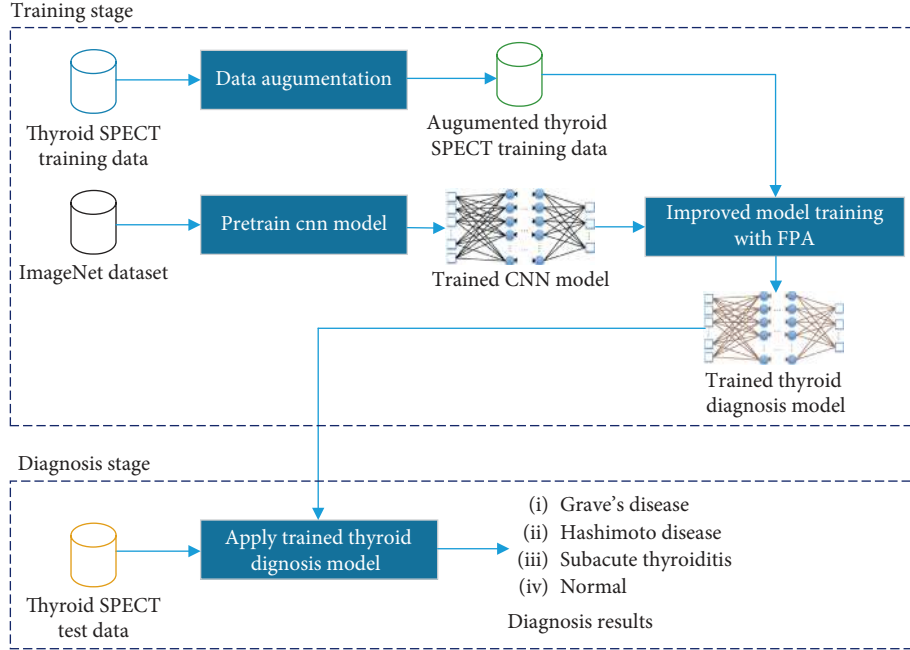 Training stage
Data augumentation
Thyroid SPECT
training data
Augumented thyroid
SPECT training data
Pretrain cnn model
Improved model training
with FPA
ImageNet dataset
Trained CNN model
Trained thyroid
diagnosis model
Diagnosis stage
Apply trained thyroid
dignosis model
(i) Grave's disease
(ii) Hashimoto disease
(iii) Subacute thyroiditis
(iv) Normal
Thyroid SPECT
test data
Diagnosis results